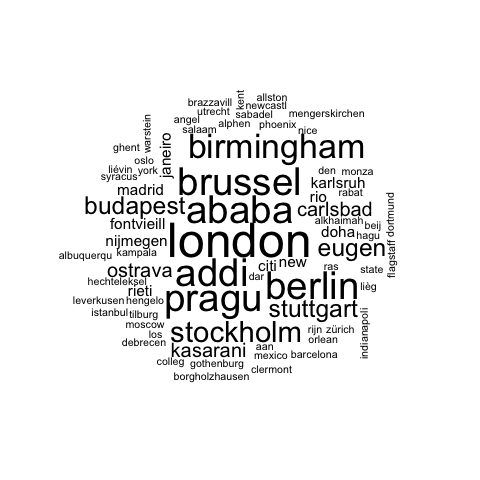 kent
allston
brazzavill
newcastl
utrecht
sabadel
mengerskirchen
angel
alphen
phoenix
salaam
nice
warstein
janeiro
birmingham
ghent
oslo
liévin
york
syracus
brussel
den
monza
karlsruh
madrid
rio
rabat
budapest
ababa
carlsbad
dortmund
alkhaimah
fontvieill
doha
beij
hagu
nijmegen
london
eugen
albuquerqu
kampala
flagstaff
ostrava
addi
citi
new
ras
state
dar
hechteleksel
rieti
berlin
lièg
leverkusen
hengelo
pragu
stuttgart
istanbul
tilburg
moscow
los
stockholm
rijn
zürich
indianapoli
debrecen
orlean
kasarani
aan
mexico
barcelona
colleg
gothenburg
clermont
borgholzhausen